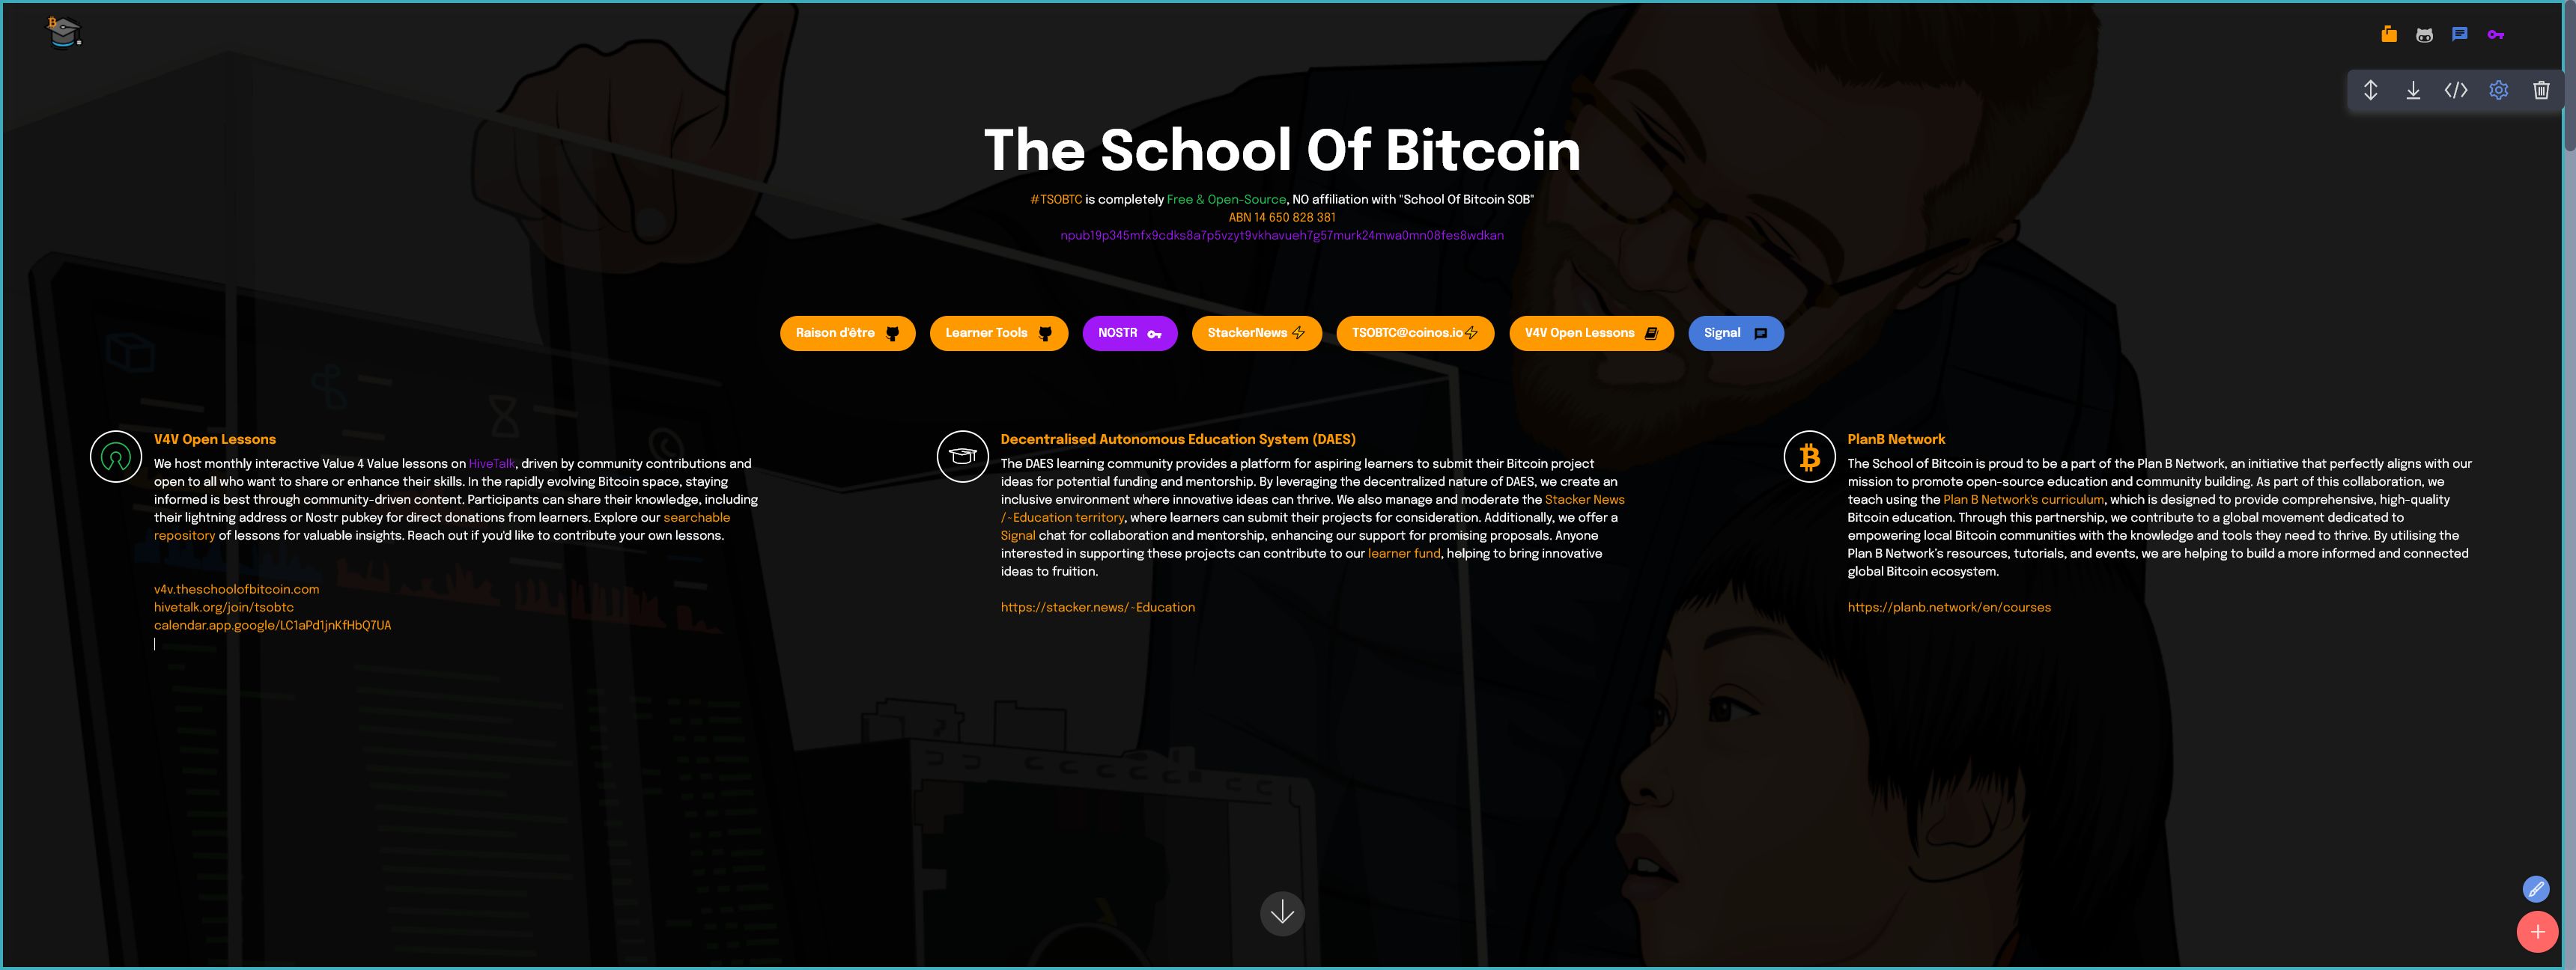 The School Of Bitcoin
#TSOBTC is completely Free & Open-Source, NO affiliation with "School Of Bitcoin SOB"
ABN 14 650 828 381
npub19p345mfx9cdks8a7p5vzyt9vkhavueh7g57murk24mwa0mn08fes8wdkan
Raison d'être
Learner Tools
NOSTR
StackerNews
TSOBTC@coinos.io
V4V Open Lessons
Signal
V4V Open Lessons
We host monthly interactive Value 4 Value lessons on HiveTalk, driven by community contributions and
open to all who want to share or enhance their skills. In the rapidly evolving Bitcoin space, staying
informed is best through community-driven content. Participants can share their knowledge, including
their lightning address or Nostr pubkey for direct donations from learners. Explore our searchable
repository of lessons for valuable insights. Reach out if you'd like to contribute your own lessons.
v4v.theschoolofbitcoin.com
hivetalk.org/join/tsobtc
calendar.app.google/LC1aPd1jnKfHbQ7UA
Decentralised Autonomous Education System (DAES)
The DAES learning community provides a platform for aspiring learners to submit their Bitcoin project
ideas for potential funding and mentorship. By leveraging the decentralized nature of DAES, we create an
inclusive environment where innovative ideas can thrive. We also manage and moderate the Stacker News
/~Education territory, where learners can submit their projects for consideration. Additionally, we offer a
Signal chat for collaboration and mentorship, enhancing our support for promising proposals. Anyone
interested in supporting these projects can contribute to our learner fund, helping to bring innovative
ideas to fruition.
https://stacker.news/~Education
PlanB Network
The School of Bitcoin is proud to be a part of the Plan B Network, an initiative that perfectly aligns with our
mission to promote open-source education and community building. As part of this collaboration, we
teach using the Plan B Network's curriculum, which is designed to provide comprehensive, high-quality
Bitcoin education. Through this partnership, we contribute to a global movement dedicated to
empowering local Bitcoin communities with the knowledge and tools they need to thrive. By utilising the
Plan B Network's resources, tutorials, and events, we are helping to build a more informed and connected
global Bitcoin ecosystem.
https://planb.network/en/courses